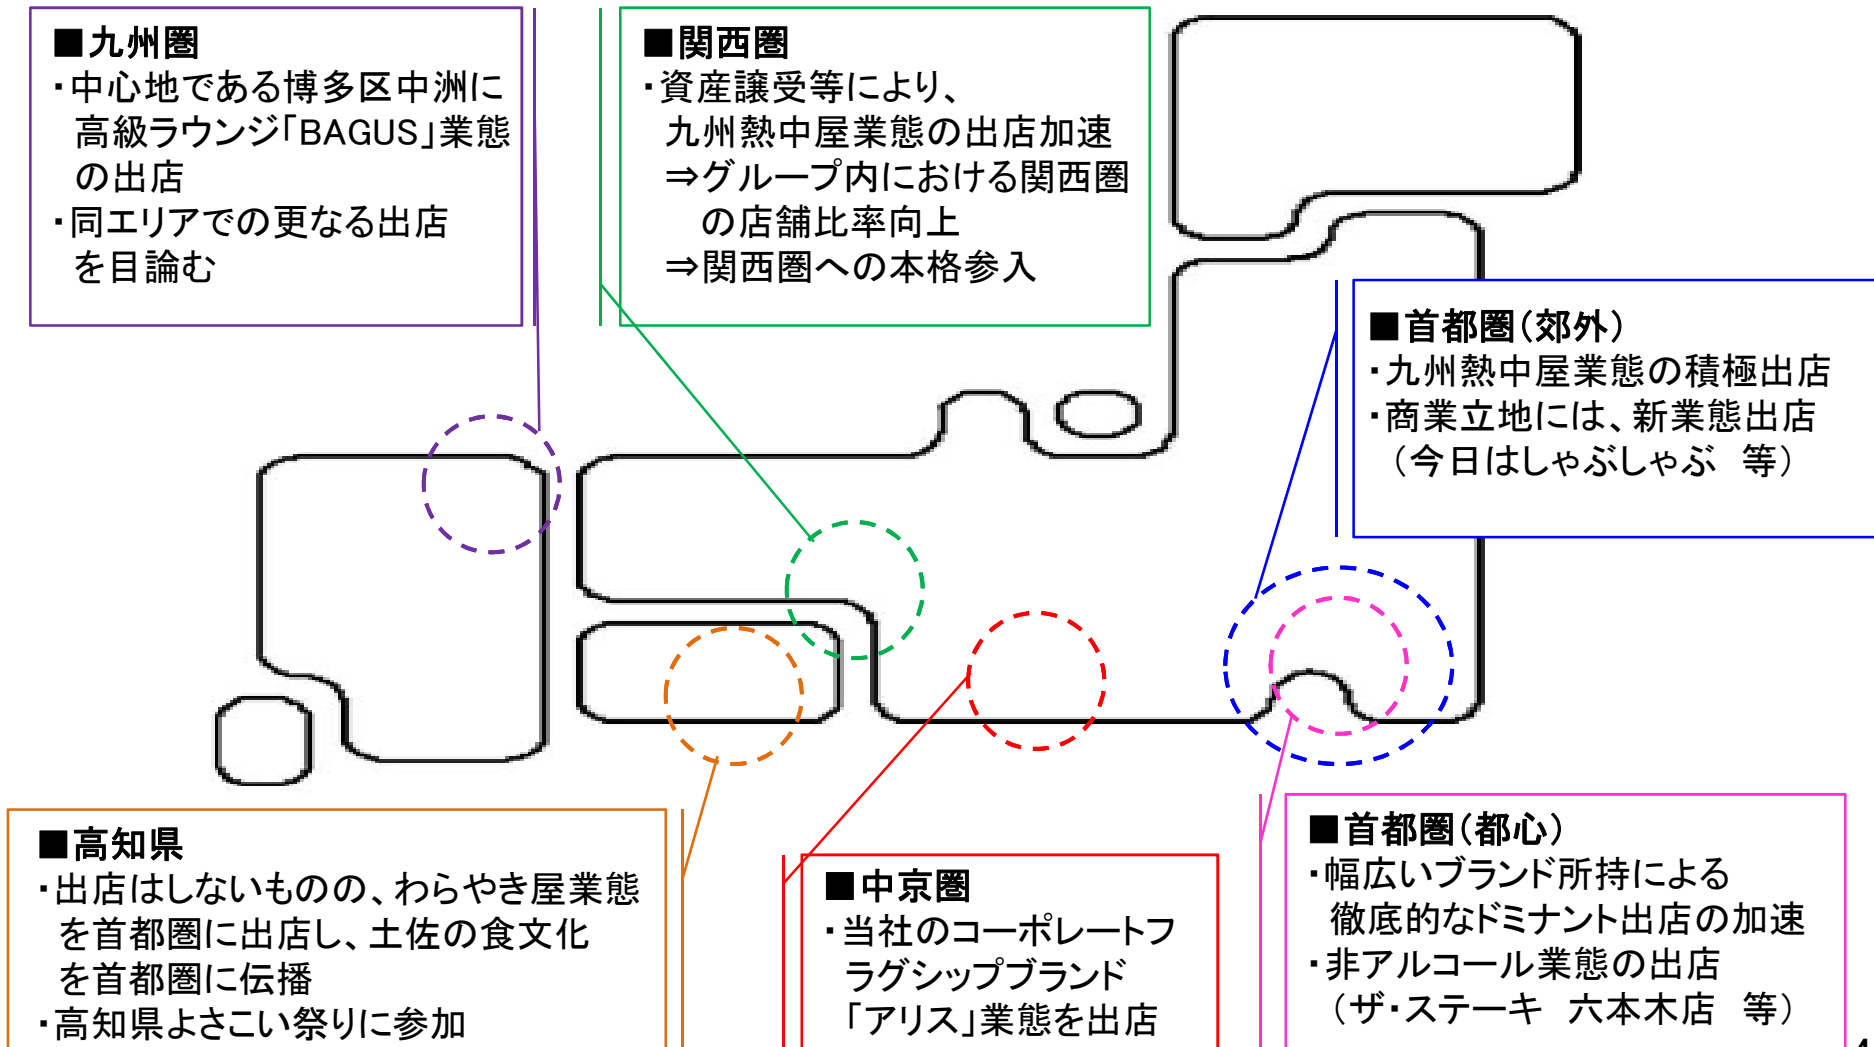 ■九州圏
・中心地である博多区中洲に
高級ラウンジ「BAGUS」業態
の出店
・同エリアでの更なる出店
を目論む
■関西圏
・資産譲受等により、
九州熱中屋業態の出店加速
⇒グループ内における関西圏
の店舗比率向上
⇒関西圏への本格参入
■首都圏（郊外）
・九州熱中屋業態の積極出店
・商業立地には、新業態出店
（今日はしゃぶしゃぶ　等）
■高知県
・出店はしないものの、わらやき屋業態
を首都圏に出店し、土佐の食文化
を首都圏に伝播
・高知県よさこい祭りに参加
■中京圏
・当社のコーポレートフ
ラグシップブランド
「アリス」業態を出店
■首都圏（都心）
・幅広いブランド所持による
徹底的なドミナント出店の加速
・非アルコール業態の出店
（ザ・ステーキ　六本木店　等）